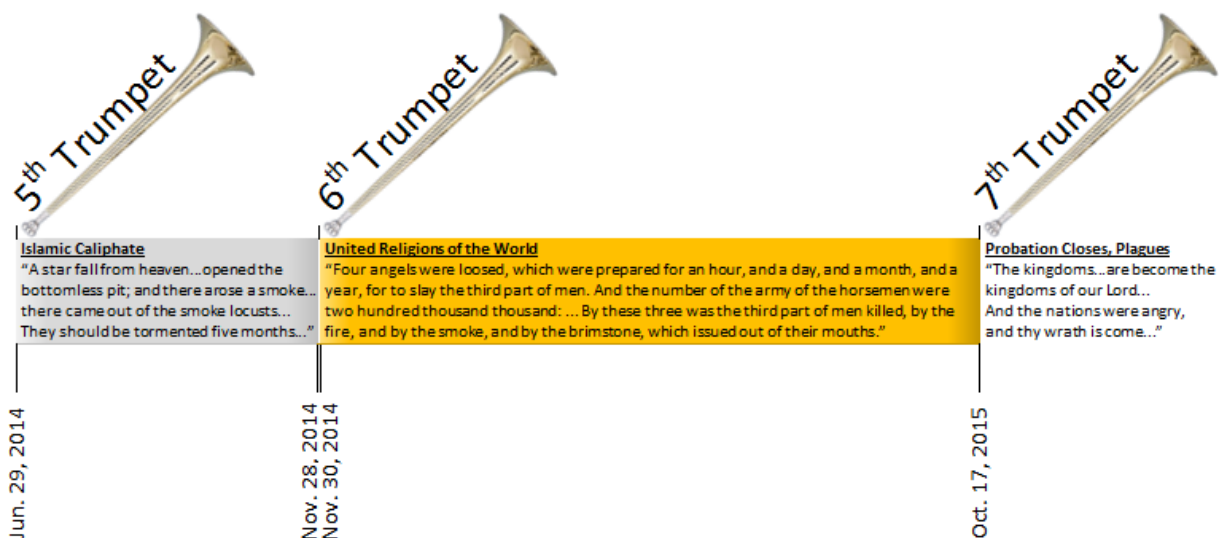 5th Trumpet
6th Trumpet
7th Trumpet
Islamic Caliphate
"A star fall from heaven...opened the
bottomless pit; and there arose a smoke...
there came out of the smoke locusts...
They should be tormented five months..."
United Religions of the World
"Four angels were loosed, which were prepared for an hour, and a day, and a month, and a
year, for to slay the third part of men. And the number of the army of the horsemen were
two hundred thousand thousand: ... By these three was the third part of men killed, by the
fire, and by the smoke, and by the brimstone, which issued out of their mouths."
Probation Closes, Plagues
"The kingdoms...are become the
kingdoms of our Lord...
And the nations were angry,
and thy wrath is come..."
Jun. 29, 2014
Nov. 28, 2014
Nov. 30, 2014
Oct. 17, 2015